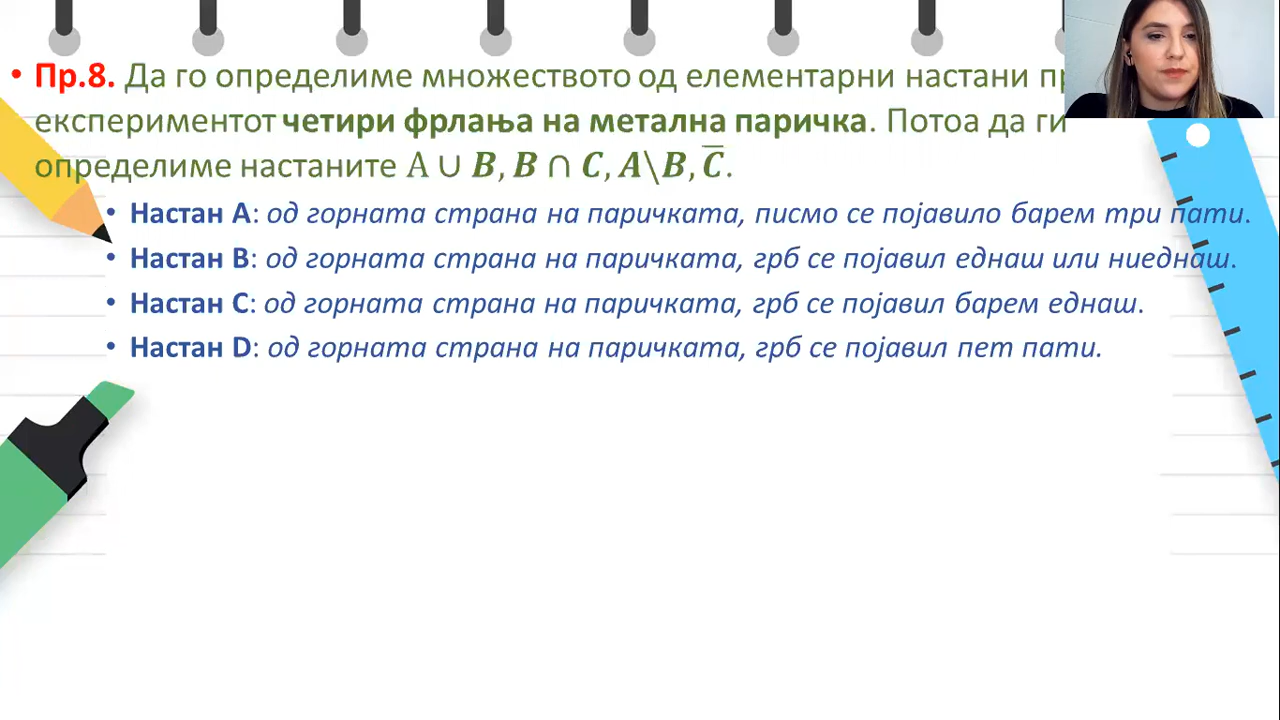 • Пр.8. Да го определиме множеството од елементарни настани
експериментот четири фрлања на метална паричка. Потоа да ги
определиме настаните A ∪ B, B ∩ C, A\B, C̅.
• Настан A: од горната страна на паричката, писмо се појавило барем три пати.
• Настан B: од горната страна на паричката, грб се појавил еднаш или ниеднаш.
• Настан C: од горната страна на паричката, грб се појавил барем еднаш.
• Настан D: од горната страна на паричката, грб се појавил пет пати.